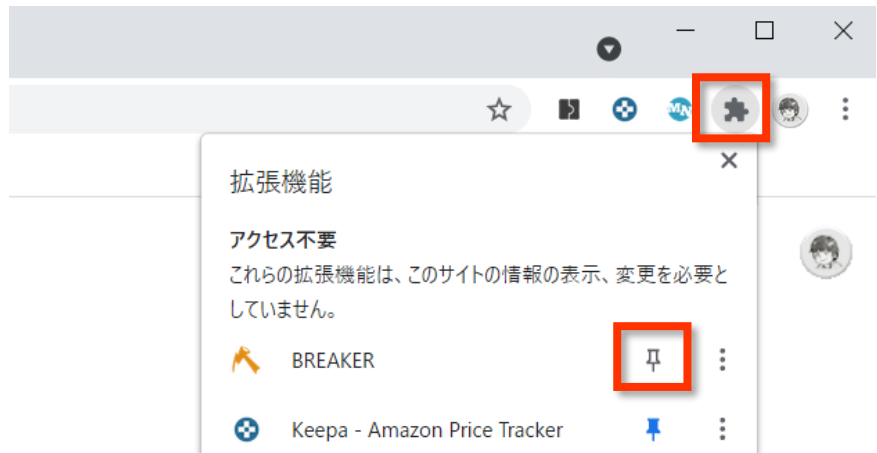 MN
拡張機能
アクセス不要
これらの拡張機能は、このサイトの情報の表示、変更を必要と
していません。
BREAKER
Keepa - Amazon Price Tracker